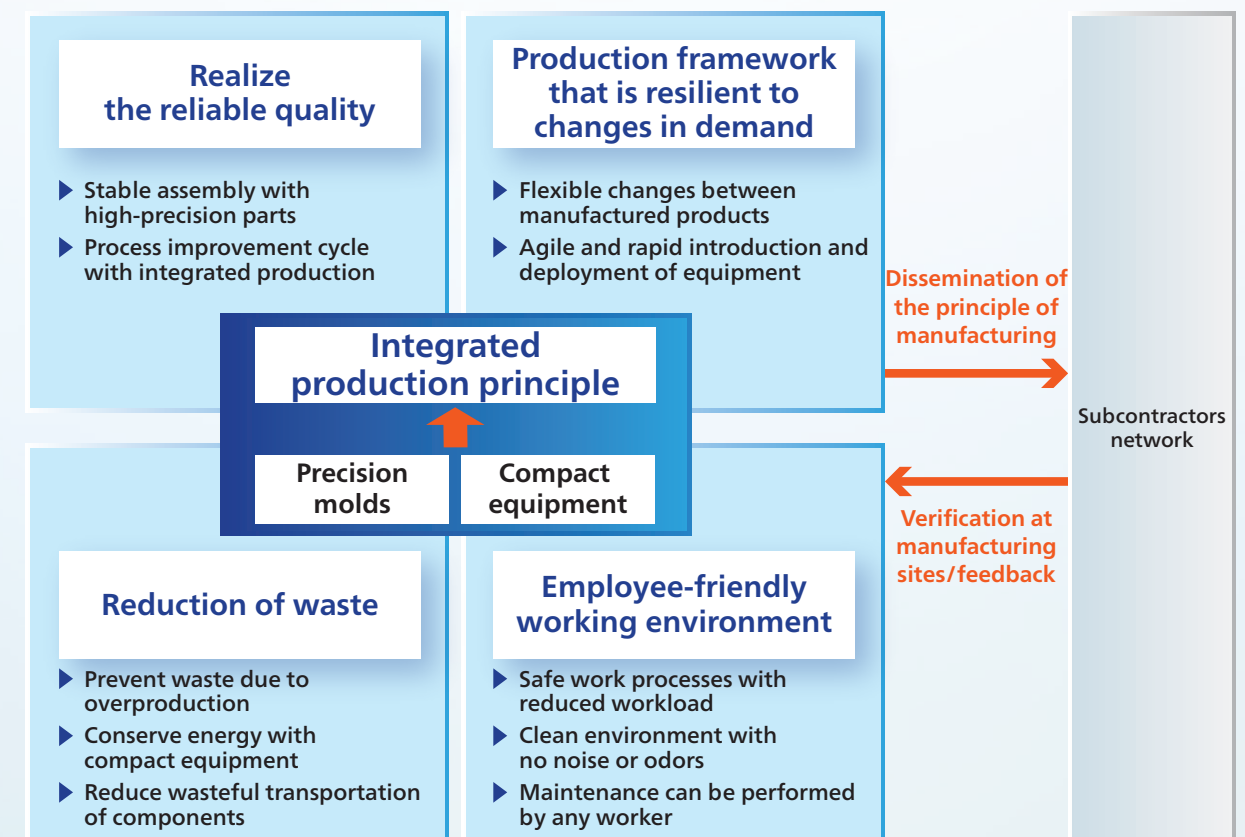 Realize
the reliable quality
Stable assembly with
high-precision parts
Process improvement cycle
with integrated production
Production framework
that is resilient to
changes in demand
Flexible changes between
manufactured products
Agile and rapid introduction and
deployment of equipment
Integrated
production principle
Precision
molds
Compact
equipment
Reduction of waste
Prevent waste due to
overproduction
Conserve energy with
compact equipment
Reduce wasteful transportation
of components
Employee-friendly
working environment
Safe work processes with
reduced workload
Clean environment with
no noise or odors
Maintenance can be performed
by any worker
Dissemination of
the principle of
manufacturing
Verification at
manufacturing
sites/feedback
Subcontractors
network